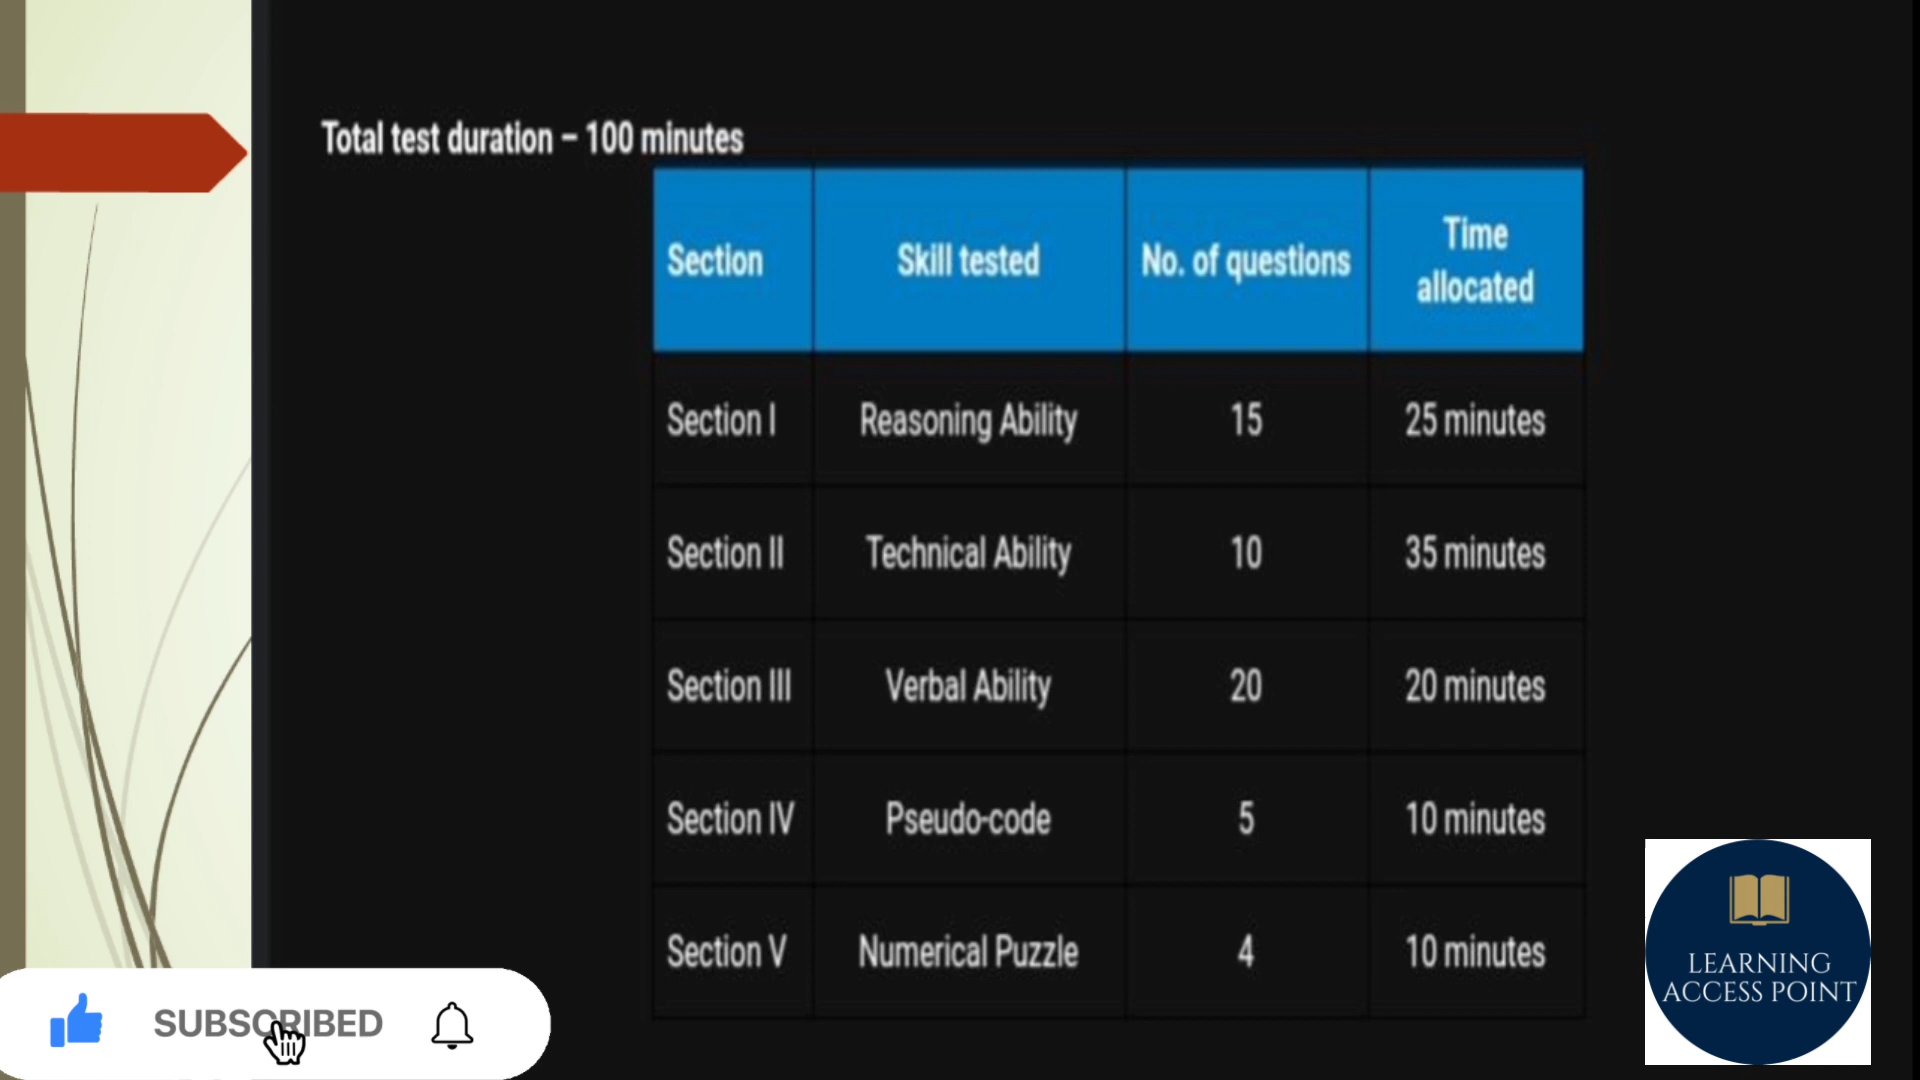 Total test duration – 100 minutes
Section Skill tested No. of questions Time allocated
Section I Reasoning Ability 15 25 minutes
Section II Technical Ability 10 35 minutes
Section III Verbal Ability 20 20 minutes
Section IV Pseudo-code 5 10 minutes
Section V Numerical Puzzle 4 10 minutes
SUBSCRIBED
LEARNING
ACCESS POINT